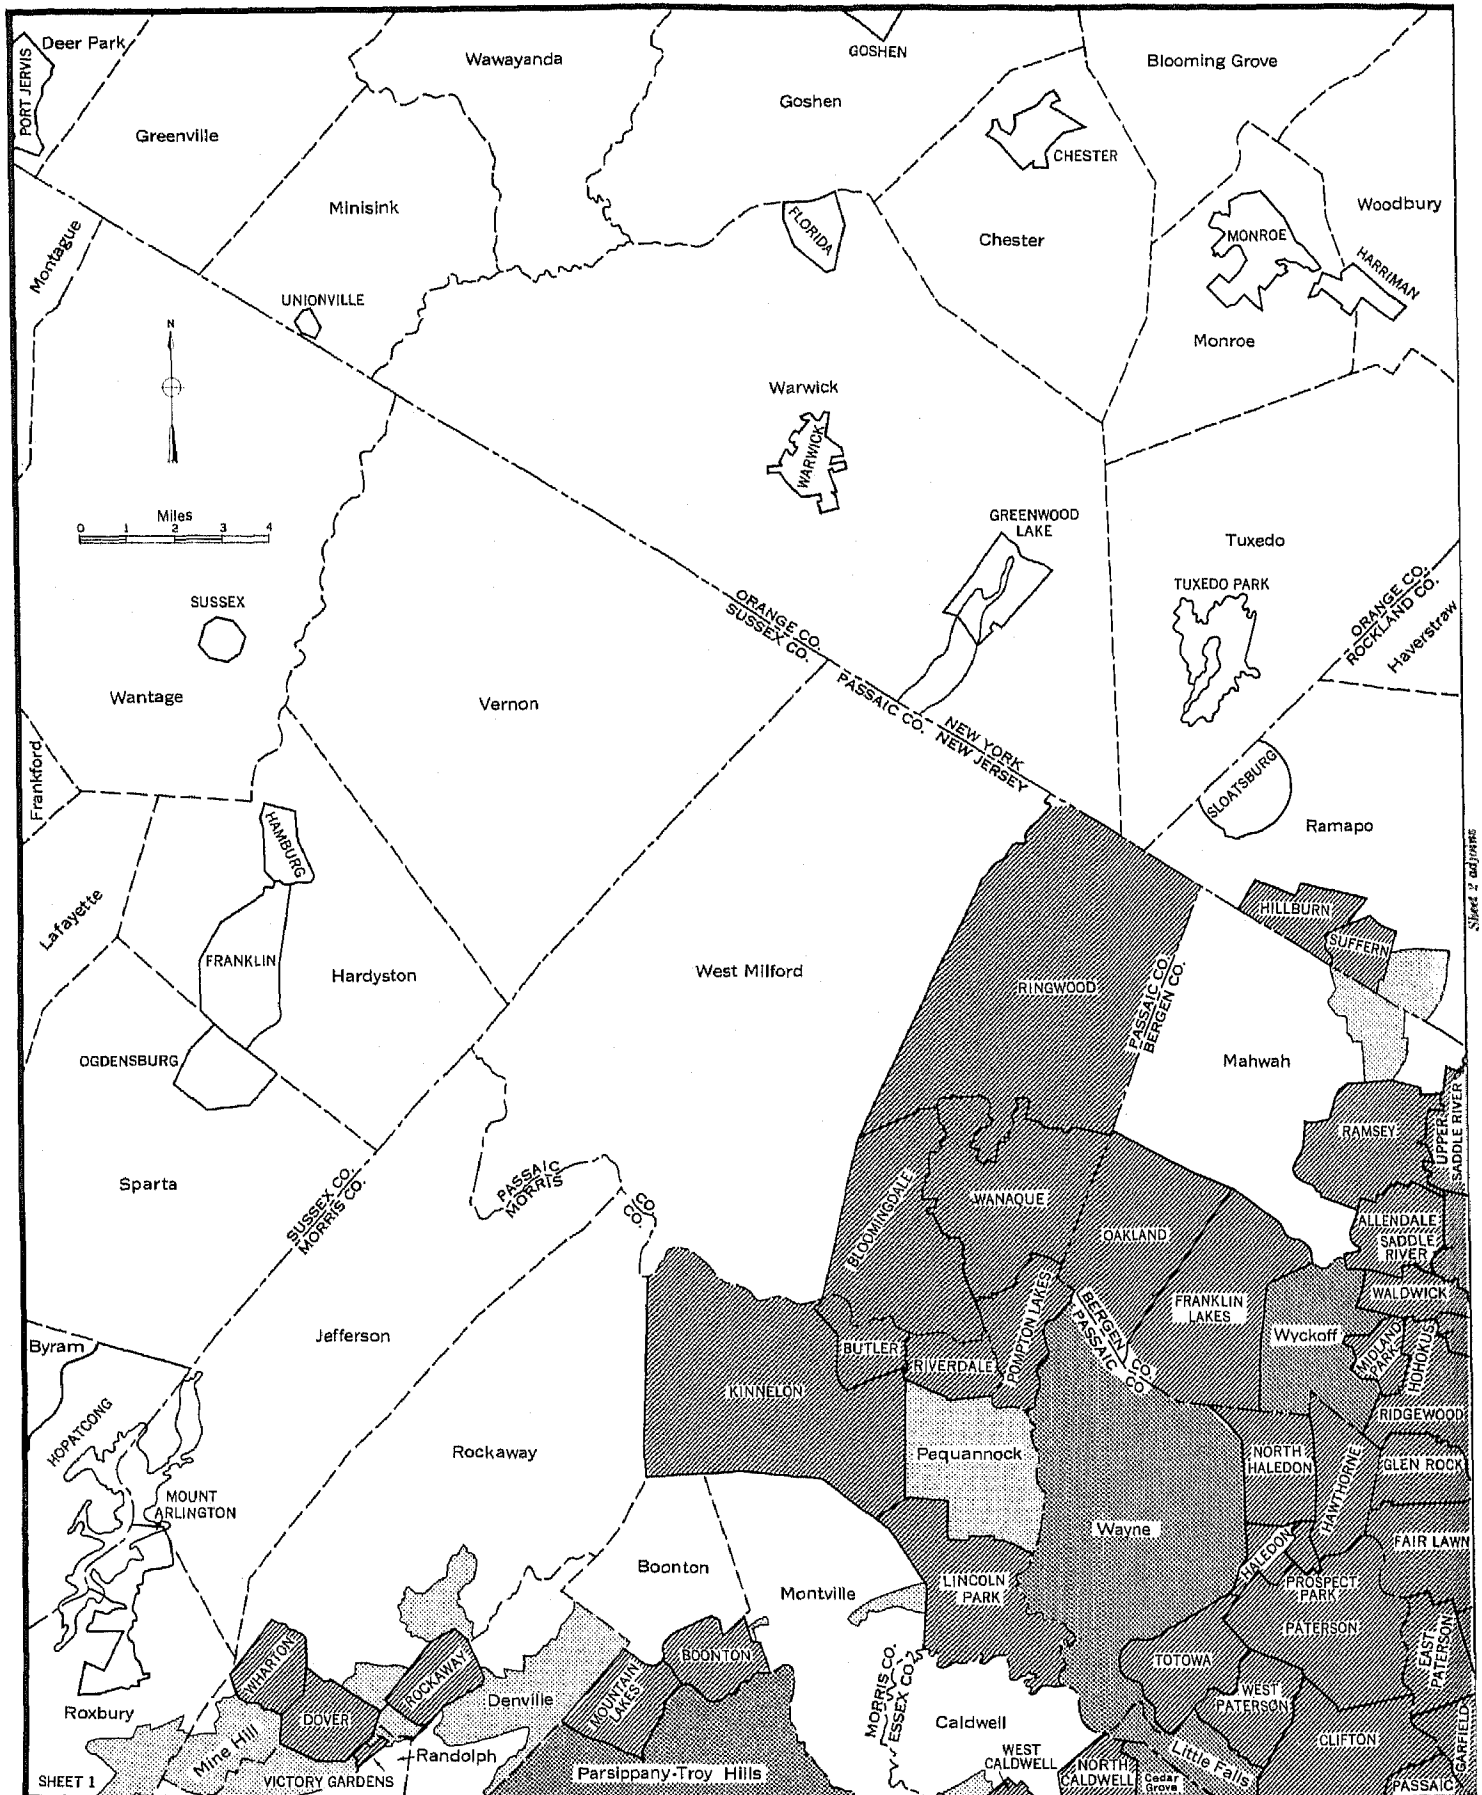 Deer Park
PORT JERVIS
Wawayanda
GOSHEN
Blooming Grove
Goshen
Greenville
CHESTER
Minisink
Woodbury
FLORIDA
Chester
MONROE
Montague
HARRIMAN
UNIONVILLE
N
Monroe
Warwick
WARWICK
Miles
0 1 2 3 4
GREENWOOD
LAKE
Tuxedo
TUXEDO PARK
SUSSEX
ORANGE CO.
SUSSEX CO.
ORANGE CO.
ROCKLAND CO.
Haverstraw
Wantage
Vernon
PASSAIC CO.
NEW YORK
NEW JERSEY
Frankford
SLOATSBURG
Ramapo
HAMBURG
Sheet 2 adjoins
Lafayette
HILLBURN
SUFFERN
FRANKLIN
Hardyston
West Milford
RINGWOOD
PASSAIC CO.
BERGEN CO.
OGDENSBURG
Mahwah
RAMSEY
UPPER
SADDLE RIVER
Sparta
PASSAIC
MORRIS
CO.
CO.
SUSSEX CO.
MORRIS CO.
BLOOMINGDALE
WANAQUE
OAKLAND
ALLENDALE
SADDLE
RIVER
WALDWICK
POMPTON LAKES
BERGEN CO.
PASSAIC CO
FRANKLIN
LAKES
Wyckoff
MIDLAND
PARK
HOHOKUS
Byram
Jefferson
BUTLER
RIVERDALE
KINNELON
RIDGEWOOD
HOPATCONG
Rockaway
Pequannock
NORTH
HALEDON
HAWTHORNE
GLEN ROCK
MOUNT
ARLINGTON
Wayne
FAIR LAWN
HALEDON
Boonton
Montville
LINCOLN
PARK
PROSPECT
PARK
PATERSON
EAST
PATERSON
WHARTON
ROCKAWAY
BOONTON
TOTOWA
MOUNTAIN
LAKES
Denville
MORRIS CO.
ESSEX CO.
WEST
PATERSON
Roxbury
DOVER
Caldwell
CLIFTON
GARFIELD
Mine Hill
Randolph
WEST
CALDWELL
Little Falls
SHEET 1
VICTORY GARDENS
Parsippany-Troy Hills
NORTH
CALDWELL
Cedar
Grove
PASSAIC